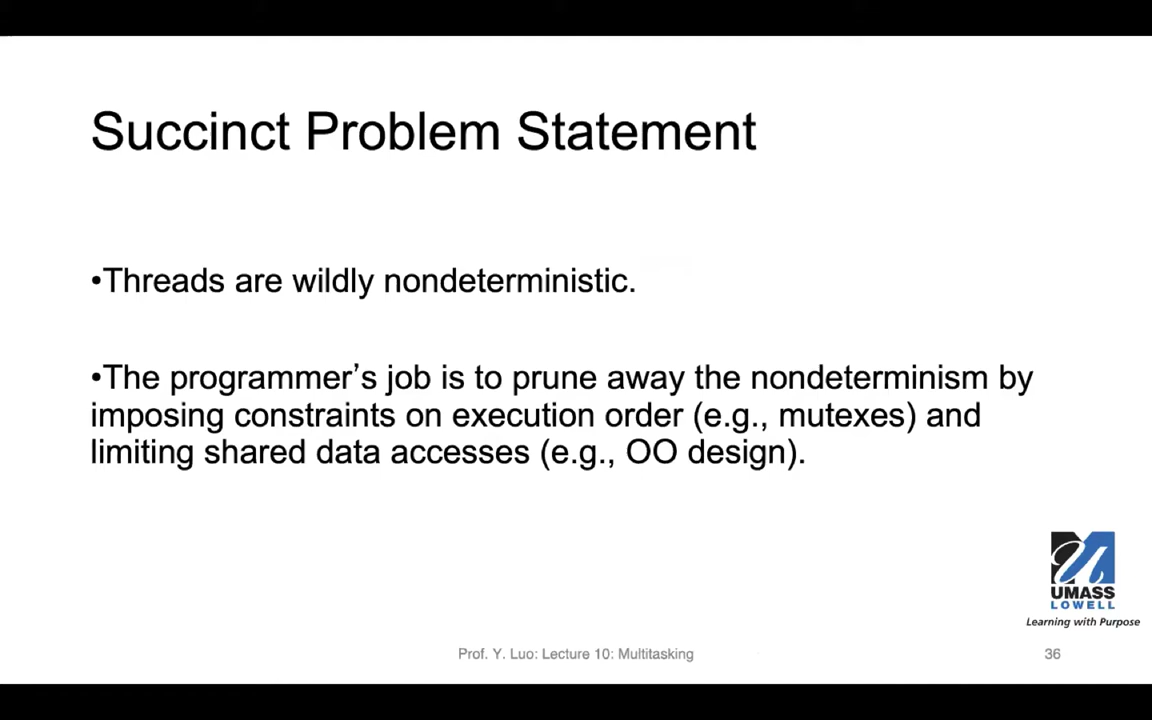 Succinct Problem Statement
•Threads are wildly nondeterministic.
•The programmer’s job is to prune away the nondeterminism by
imposing constraints on execution order (e.g., mutexes) and
limiting shared data accesses (e.g., OO design).
UMASS
LOWELL
Learning with Purpose
Prof. Y. Luo: Lecture 10: Multitasking
36